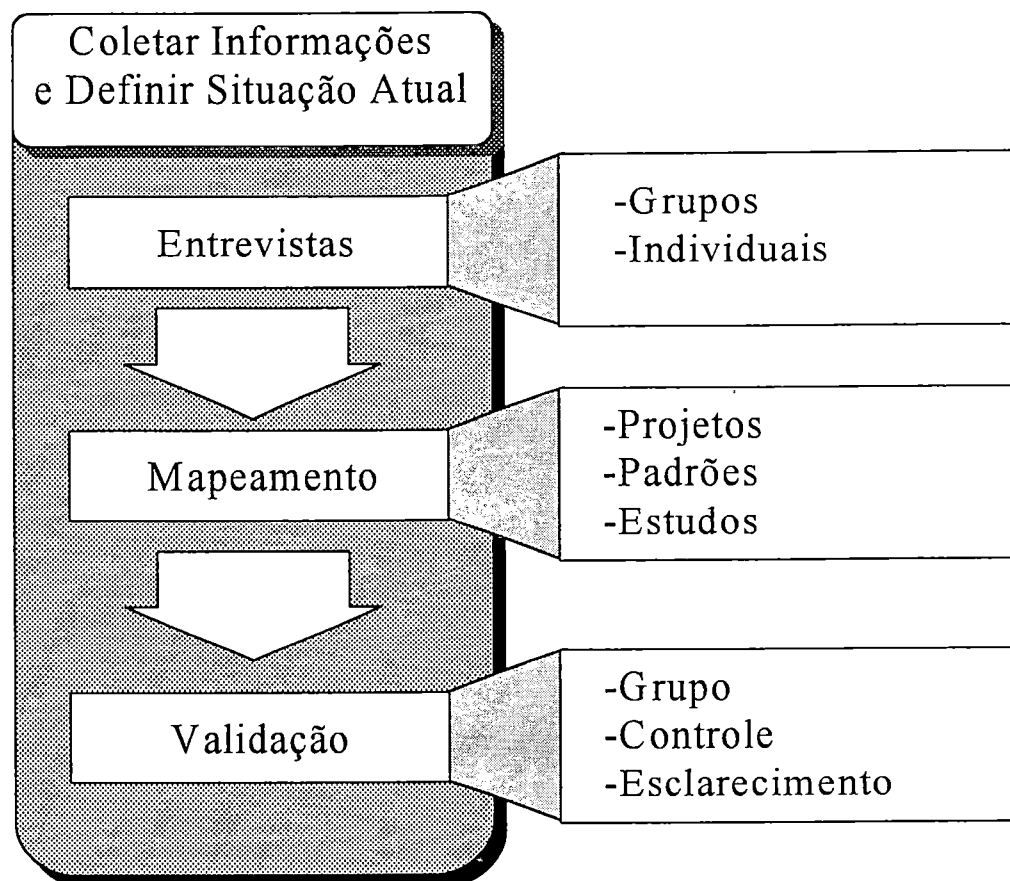 Coletar Informações
e Definir Situação Atual
Entrevistas
-Grupos
-Individuais
Mapeamento
-Projetos
-Padrões
-Estudos
Validação
-Grupo
-Controle
-Esclarecimento